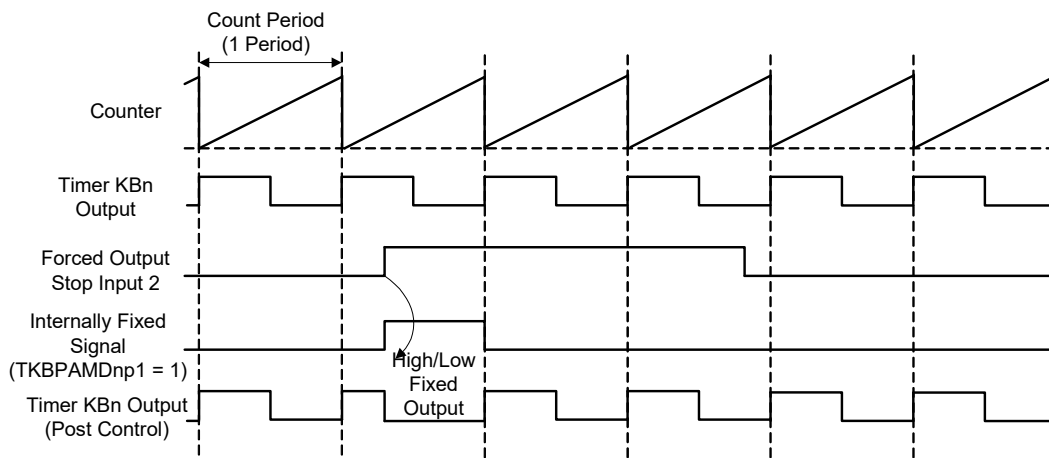 Count Period
(1 Period)
Counter
Timer KBn
Output
Forced Output
Stop Input 2
Internally Fixed
Signal
(TKBPAMDnp1 = 1)
High/Low
Fixed
Output
Timer KBn Output
(Post Control)